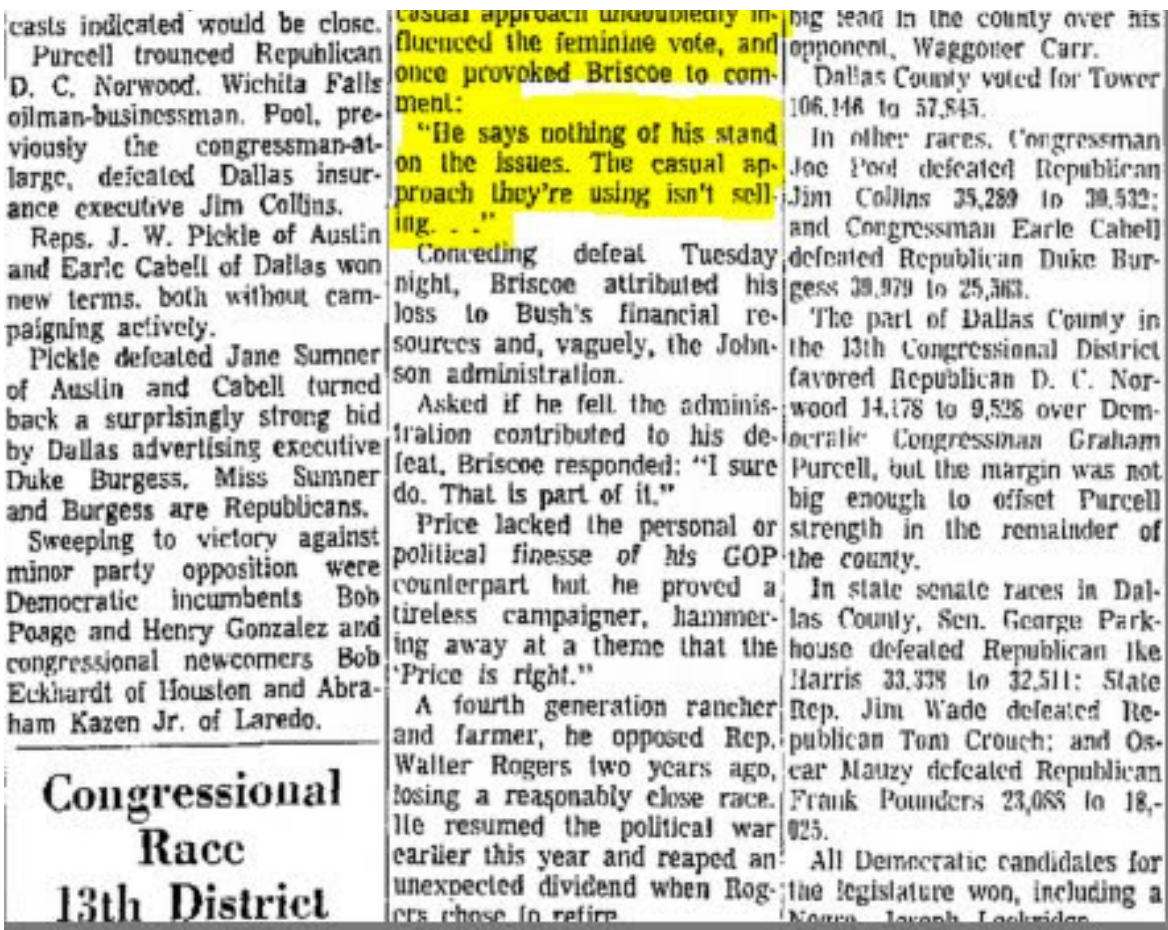 casts indicated would be close.
Purcell trounced Republican
D. C. Norwood. Wichita Falls
oilman-businessman. Pool, pre-
viously the congressman-at-
large, defeated Dallas insur-
ance executive Jim Collins.
Reps. J. W. Pickle of Austin
and Earle Cabell of Dallas won
new terms. both without cam-
paigning actively.
Pickle defeated Jane Sumner
of Austin and Cabell turned
back a surprisingly strong bid
by Dallas advertising executive
Duke Burgess. Miss Sumner
and Burgess are Republicans.
Sweeping to victory against
minor party opposition were
Democratic incumbents Bob
Poage and Henry Gonzalez and
congressional newcomers Bob
Eckhardt of Houston and Abra-
ham Kazen Jr. of Laredo.
Congressional
Race
13th District
casual approach undoubtedly in-
fluenced the feminine vote, and
once provoked Briscoe to com-
ment:
"He says nothing of his stand
on the issues. The casual ap-
proach they're using isn't sell-
ing. . ."
Conceding defeat Tuesday
night, Briscoe attributed his
loss to Bush's financial re-
sources and, vaguely, the John-
son administration.
Asked if he felt the adminis-
tration contributed to his de-
feat, Briscoe responded: "I sure
do. That is part of it."
Price lacked the personal or
political finesse of his GOP
counterpart but he proved a
tireless campaigner, hammer-
ing away at a theme that the
'Price is right."
A fourth generation rancher
and farmer, he opposed Rep.
Walter Rogers two years ago,
losing a reasonably close race.
He resumed the political war
earlier this year and reaped an
unexpected dividend when Rog-
ers chose to retire
big lead in the county over his
opponent, Waggoner Carr.
Dallas County voted for Tower
106,146 to 57,845.
In other races, Congressman
Joe Pool defeated Republican
Jim Collins 35,289 to 30,532;
and Congressman Earle Cabell
defeated Republican Duke Bur-
gess 39,979 to 25,363.
The part of Dallas County in
the 13th Congressional District
favored Republican D. C. Nor-
wood 14,178 to 9,528 over Dem-
ocratic Congressman Graham
Purcell, but the margin was not
big enough to offset Purcell
strength in the remainder of
the county.
In state senate races in Dal-
las County, Sen. George Park-
house defeated Republican Ike
Harris 33,338 to 32,511; State
Rep. Jim Wade defeated Re-
publican Tom Crouch; and Os-
car Mauzy defeated Republican
Frank Pounders 23,088 to 18,-
025.
All Democratic candidates for
the legislature won, including a
Negro, Joseph Lockridge